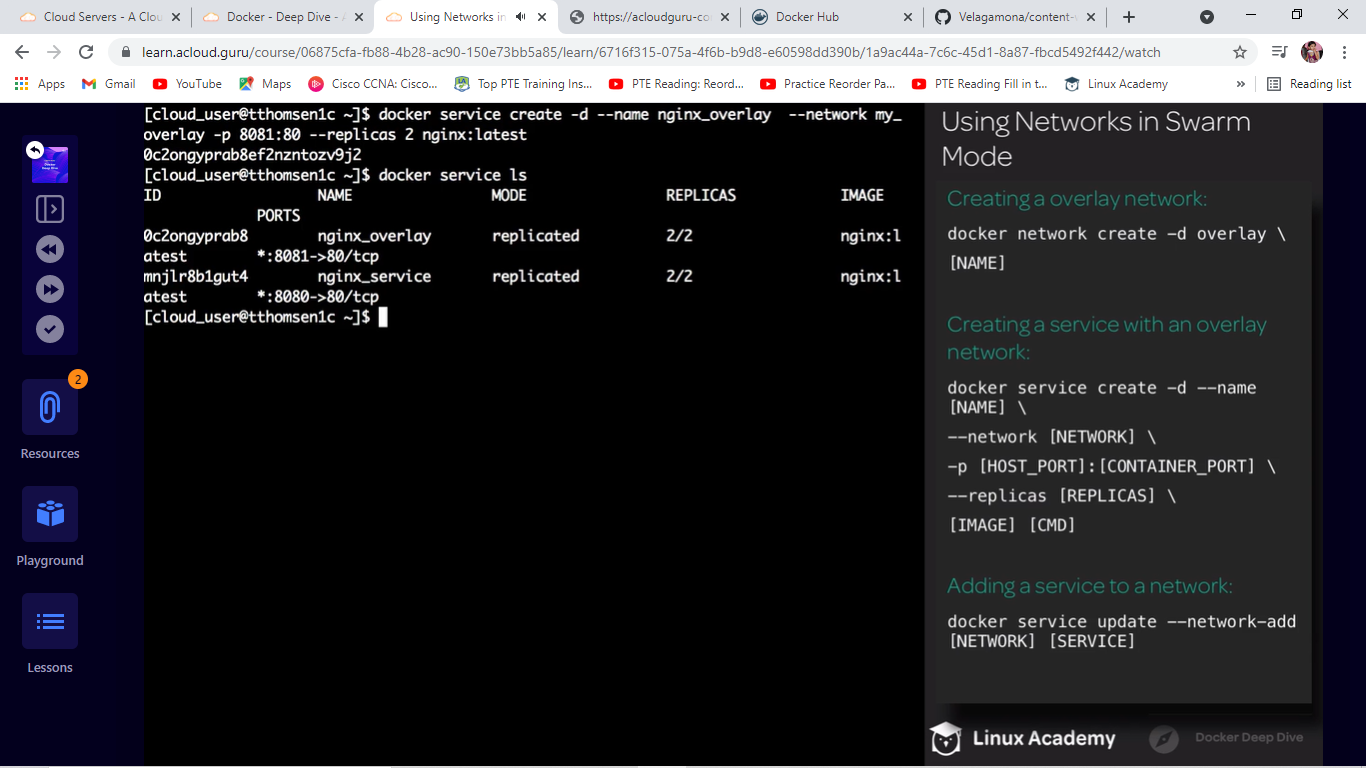 Cloud Servers - A Clou
Docker - Deep Dive - A
Using Networks in
https://acloudguru-co
Docker Hub
Velagamona/content-
learn.acloud.guru/course/06875cfa-fb88-4b28-ac90-150e73bb5a85/learn/6716f315-075a-4f6b-b9d8-e60598dd390b/1a9ac44a-7c6c-45d1-8a87-fbcd5492f442/watch
Apps
Gmail
YouTube
Maps
Cisco CCNA: Cisco...
Top PTE Training Ins...
PTE Reading: Reord...
Practice Reorder Pa...
PTE Reading Fill in t...
Linux Academy
»
Reading list
[cloud_user@tthomsen1c ~]$ docker service create -d --name nginx_overlay  --network my_
overlay -p 8081:80 --replicas 2 nginx:latest
0c2ongyprab8ef2nzntozv9j2
[cloud_user@tthomsen1c ~]$ docker service ls
ID NAME MODE REPLICAS IMAGE
PORTS
0c2ongyprab8 nginx_overlay replicated 2/2 nginx:l
atest *:8081->80/tcp
mnjlr8b1gut4 nginx_service replicated 2/2 nginx:l
atest *:8080->80/tcp
[cloud_user@tthomsen1c ~]$
2
Resources
Playground
Lessons
Using Networks in Swarm
Mode
Creating a overlay network:
docker network create -d overlay \
[NAME]
Creating a service with an overlay
network:
docker service create -d --name
[NAME] \
--network [NETWORK] \
-p [HOST_PORT]:[CONTAINER_PORT] \
--replicas [REPLICAS] \
[IMAGE] [CMD]
Adding a service to a network:
docker service update --network-add
[NETWORK] [SERVICE]
Linux Academy
Docker Deep Dive